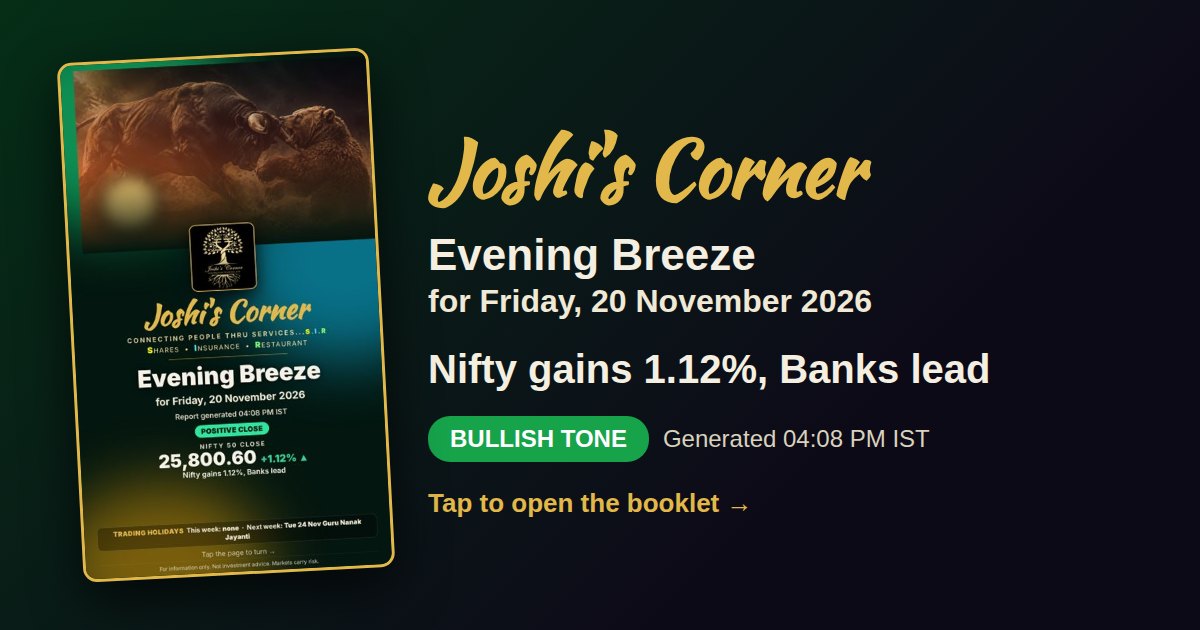 Joshi's Corner
CONNECTING PEOPLE THRU SERVICES...S.I.R
SHARES • INSURANCE • RESTAURANT
Evening Breeze
for Friday, 20 November 2026
Report generated 04:08 PM IST
POSITIVE CLOSE
NIFTY 50 CLOSE
25,800.60 +1.12% ▲
Nifty gains 1.12%, Banks lead
TRADING HOLIDAYS This week: none · Next week: Tue 24 Nov Guru Nanak
Jayanti
Tap the page to turn →
For information only. Not investment advice. Markets carry risk.
Joshi's Corner
Evening Breeze
for Friday, 20 November 2026
Nifty gains 1.12%, Banks lead
BULLISH TONE Generated 04:08 PM IST
Tap to open the booklet →